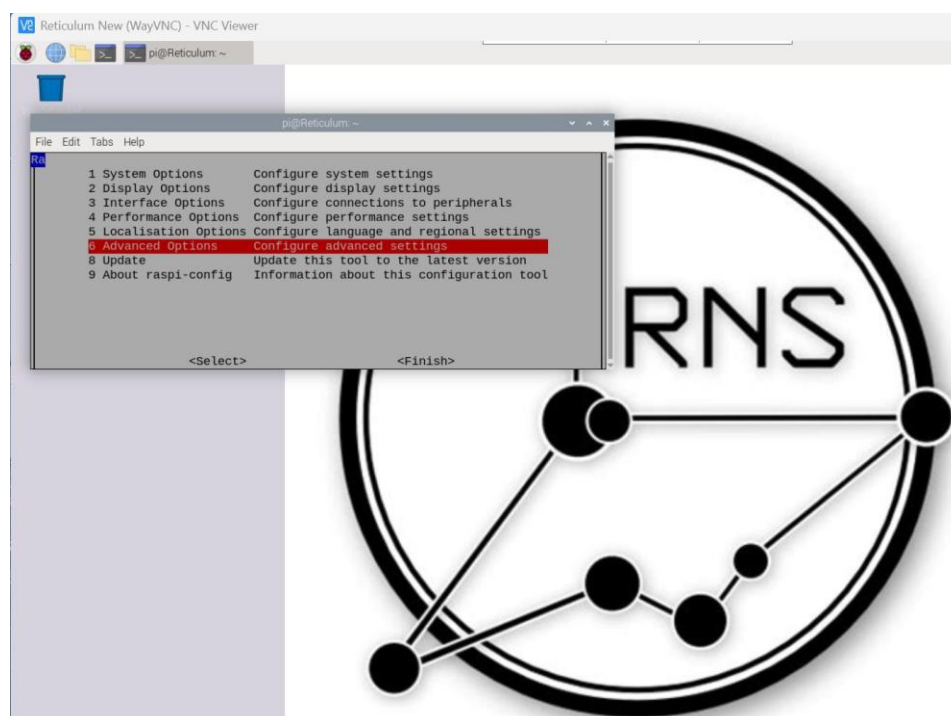 V2 Reticulum New (WayVNC) - VNC Viewer
>_ >_ pi@Reticulum: ~
pi@Reticulum: ~
File Edit Tabs Help
Ra
1 System Options Configure system settings
2 Display Options Configure display settings
3 Interface Options Configure connections to peripherals
4 Performance Options Configure performance settings
5 Localisation Options Configure language and regional settings
6 Advanced Options Configure advanced settings
8 Update Update this tool to the latest version
9 About raspi-config Information about this configuration tool
<Select> <Finish>
RNS